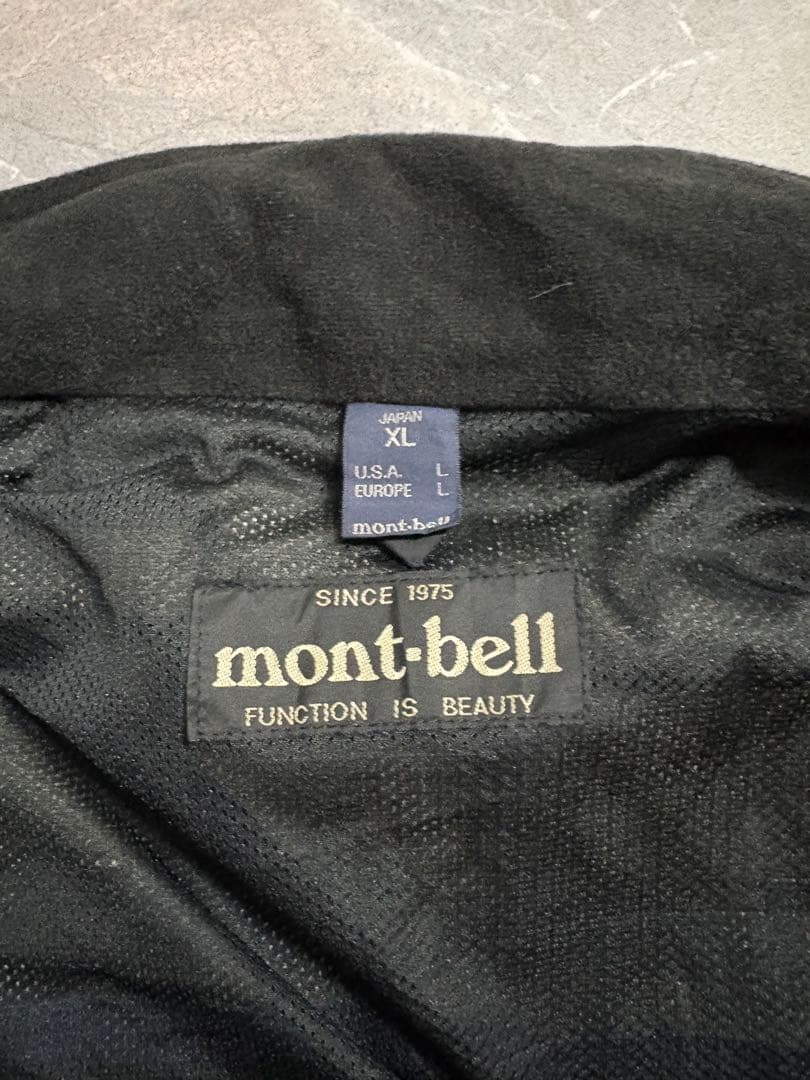 JAPAN
XL
U.S.A. L
EUROPE L
mont-bell
SINCE 1975
mont-bell
FUNCTION IS BEAUTY